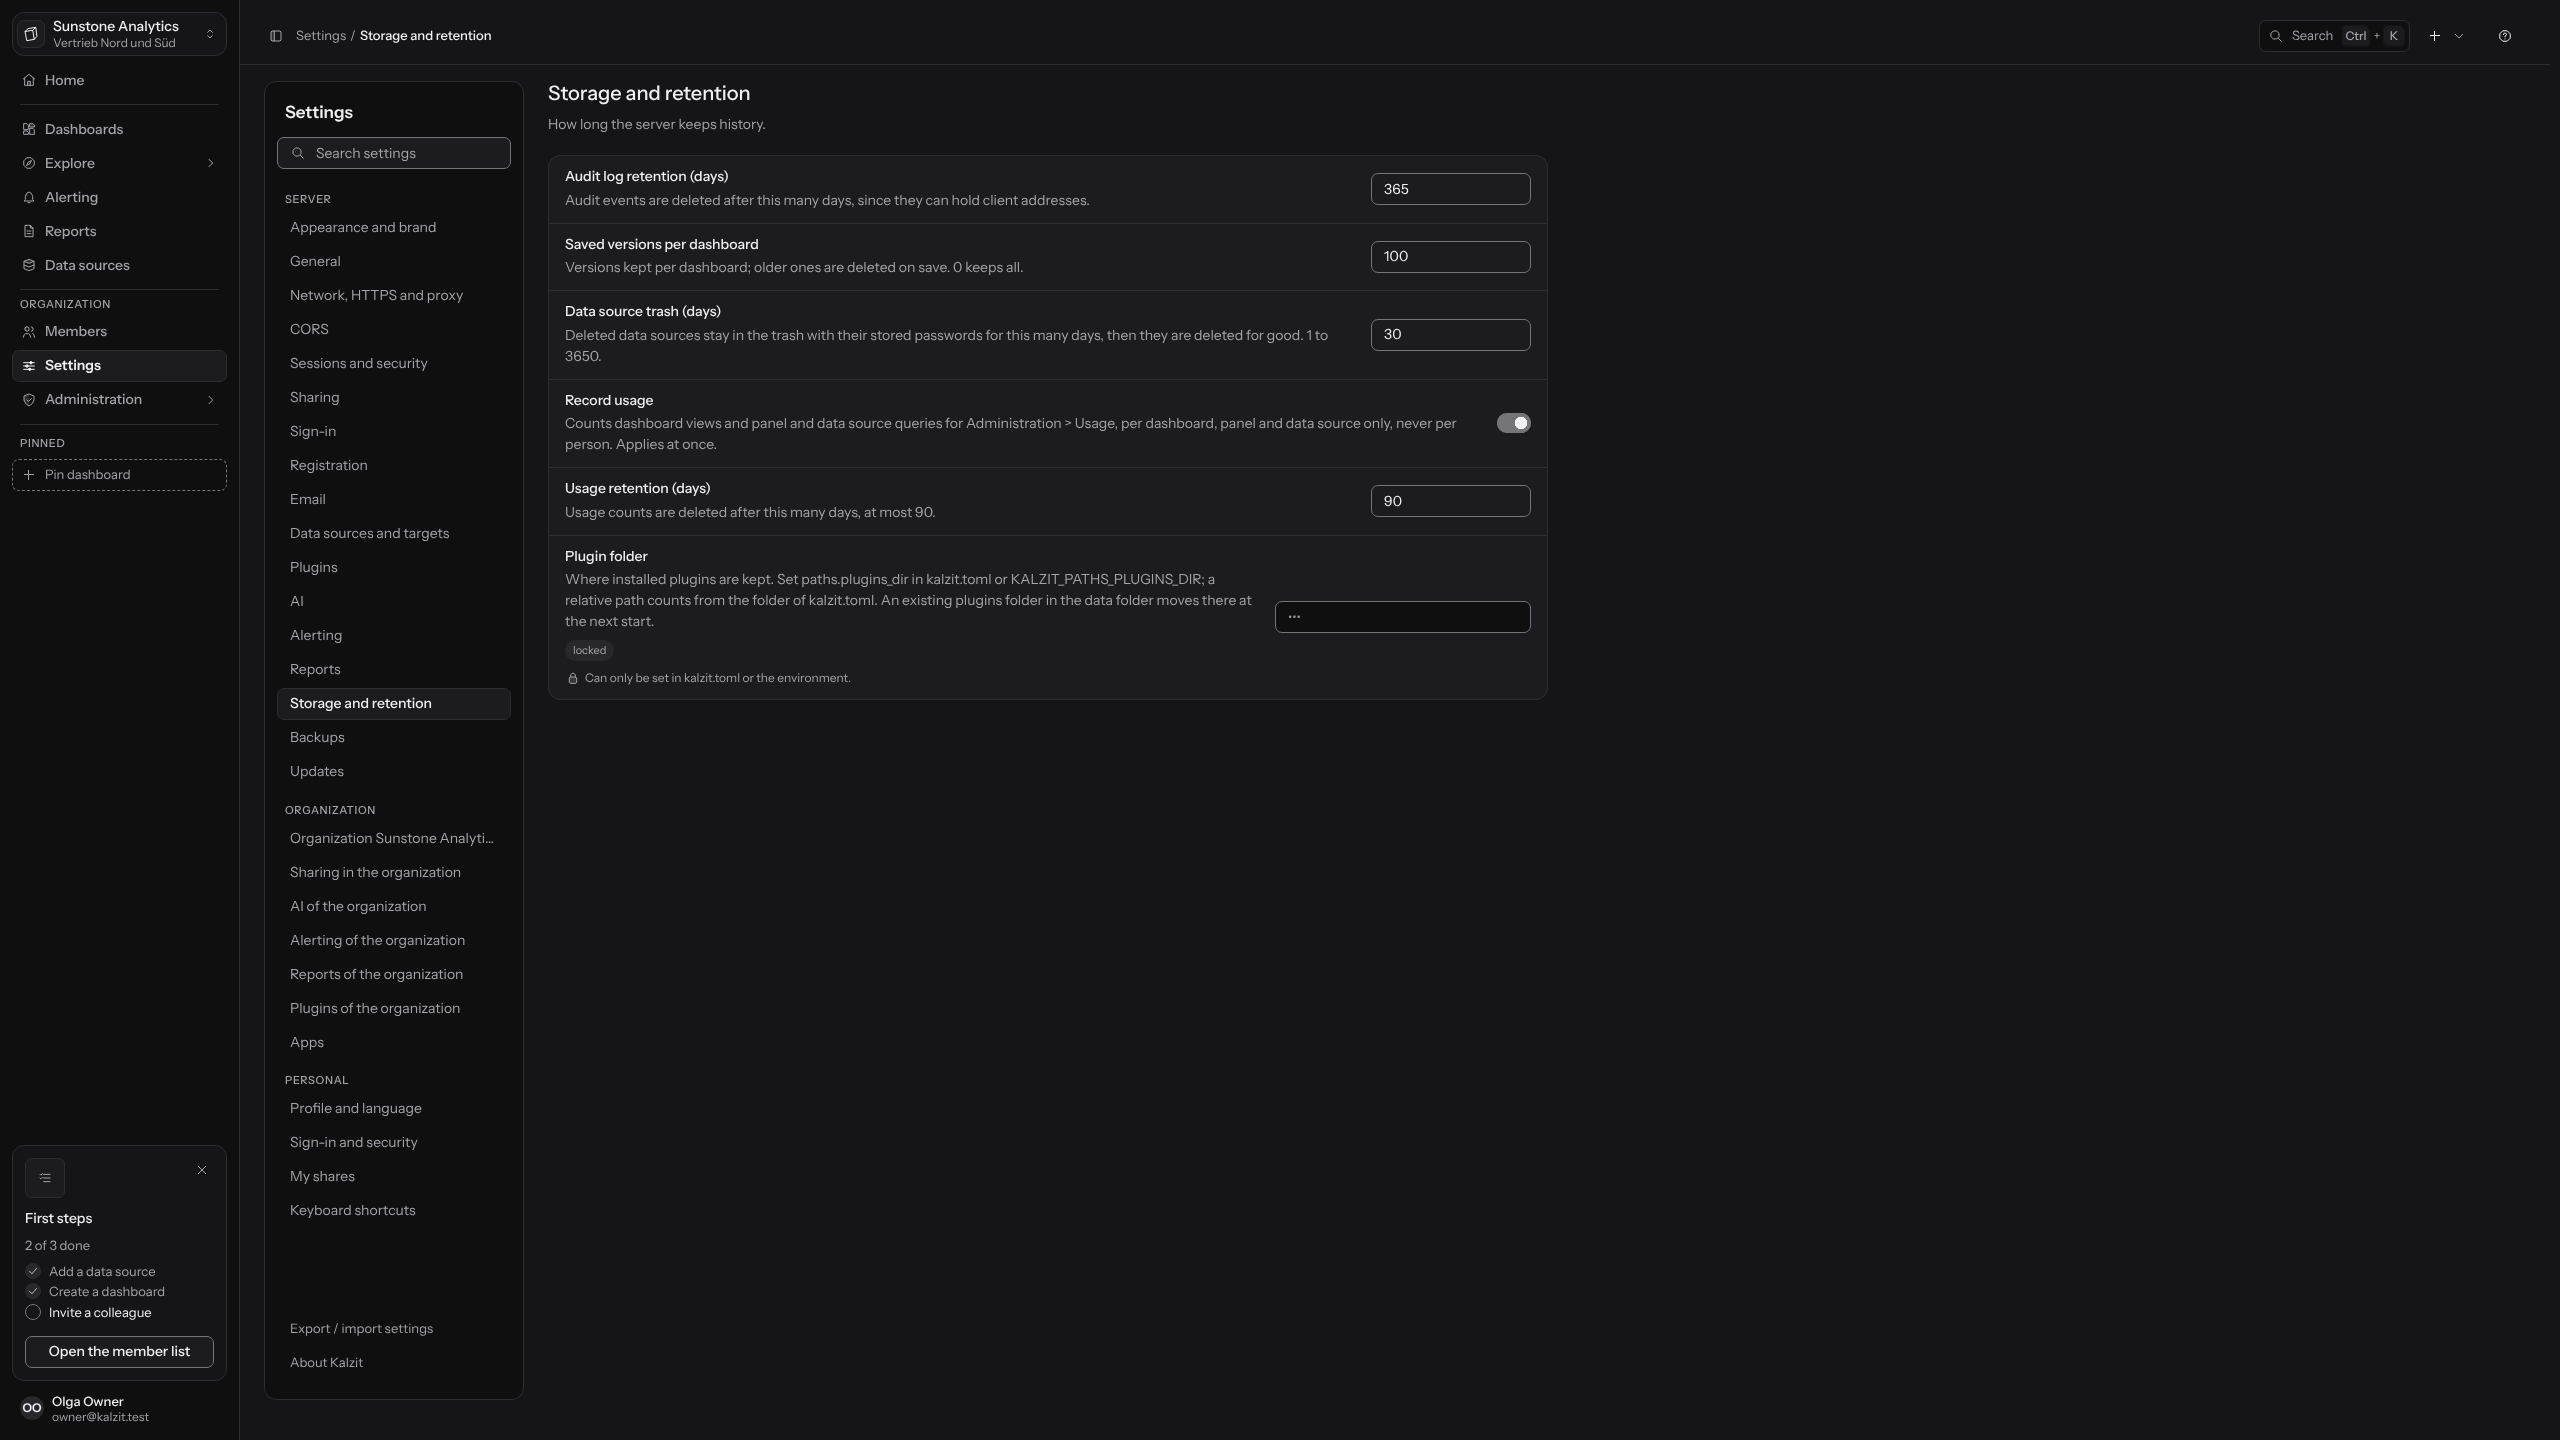 Sunstone Analytics
Vertrieb Nord und Süd
Home
Dashboards
Explore
Alerting
Reports
Data sources
ORGANIZATION
Members
Settings
Administration
PINNED
Pin dashboard
First steps
2 of 3 done
Add a data source
Create a dashboard
Invite a colleague
Open the member list
OO
Olga Owner
owner@kalzit.test
Settings / Storage and retention
Search Ctrl + K
Settings
Search settings
SERVER
Appearance and brand
General
Network, HTTPS and proxy
CORS
Sessions and security
Sharing
Sign-in
Registration
Email
Data sources and targets
Plugins
AI
Alerting
Reports
Storage and retention
Backups
Updates
ORGANIZATION
Organization Sunstone Analyti...
Sharing in the organization
AI of the organization
Alerting of the organization
Reports of the organization
Plugins of the organization
Apps
PERSONAL
Profile and language
Sign-in and security
My shares
Keyboard shortcuts
Export / import settings
About Kalzit
Storage and retention
How long the server keeps history.
Audit log retention (days)
Audit events are deleted after this many days, since they can hold client addresses.
365
Saved versions per dashboard
Versions kept per dashboard; older ones are deleted on save. 0 keeps all.
100
Data source trash (days)
Deleted data sources stay in the trash with their stored passwords for this many days, then they are deleted for good. 1 to
3650.
30
Record usage
Counts dashboard views and panel and data source queries for Administration > Usage, per dashboard, panel and data source only, never per
person. Applies at once.
Usage retention (days)
Usage counts are deleted after this many days, at most 90.
90
Plugin folder
Where installed plugins are kept. Set paths.plugins_dir in kalzit.toml or KALZIT_PATHS_PLUGINS_DIR; a
relative path counts from the folder of kalzit.toml. An existing plugins folder in the data folder moves there at
the next start.
...
locked
Can only be set in kalzit.toml or the environment.